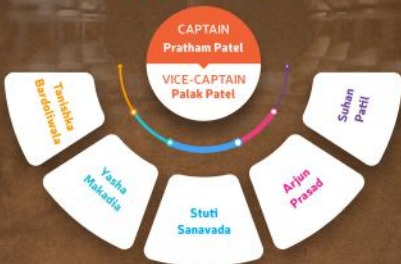 CAPTAIN
Pratham Patel
VICE-CAPTAIN
Palak Patel
Tanishka
Bardoliwala
Yasha
Makadia
Stuti
Sanavada
Arjun
Prasad
Suhan
Patil